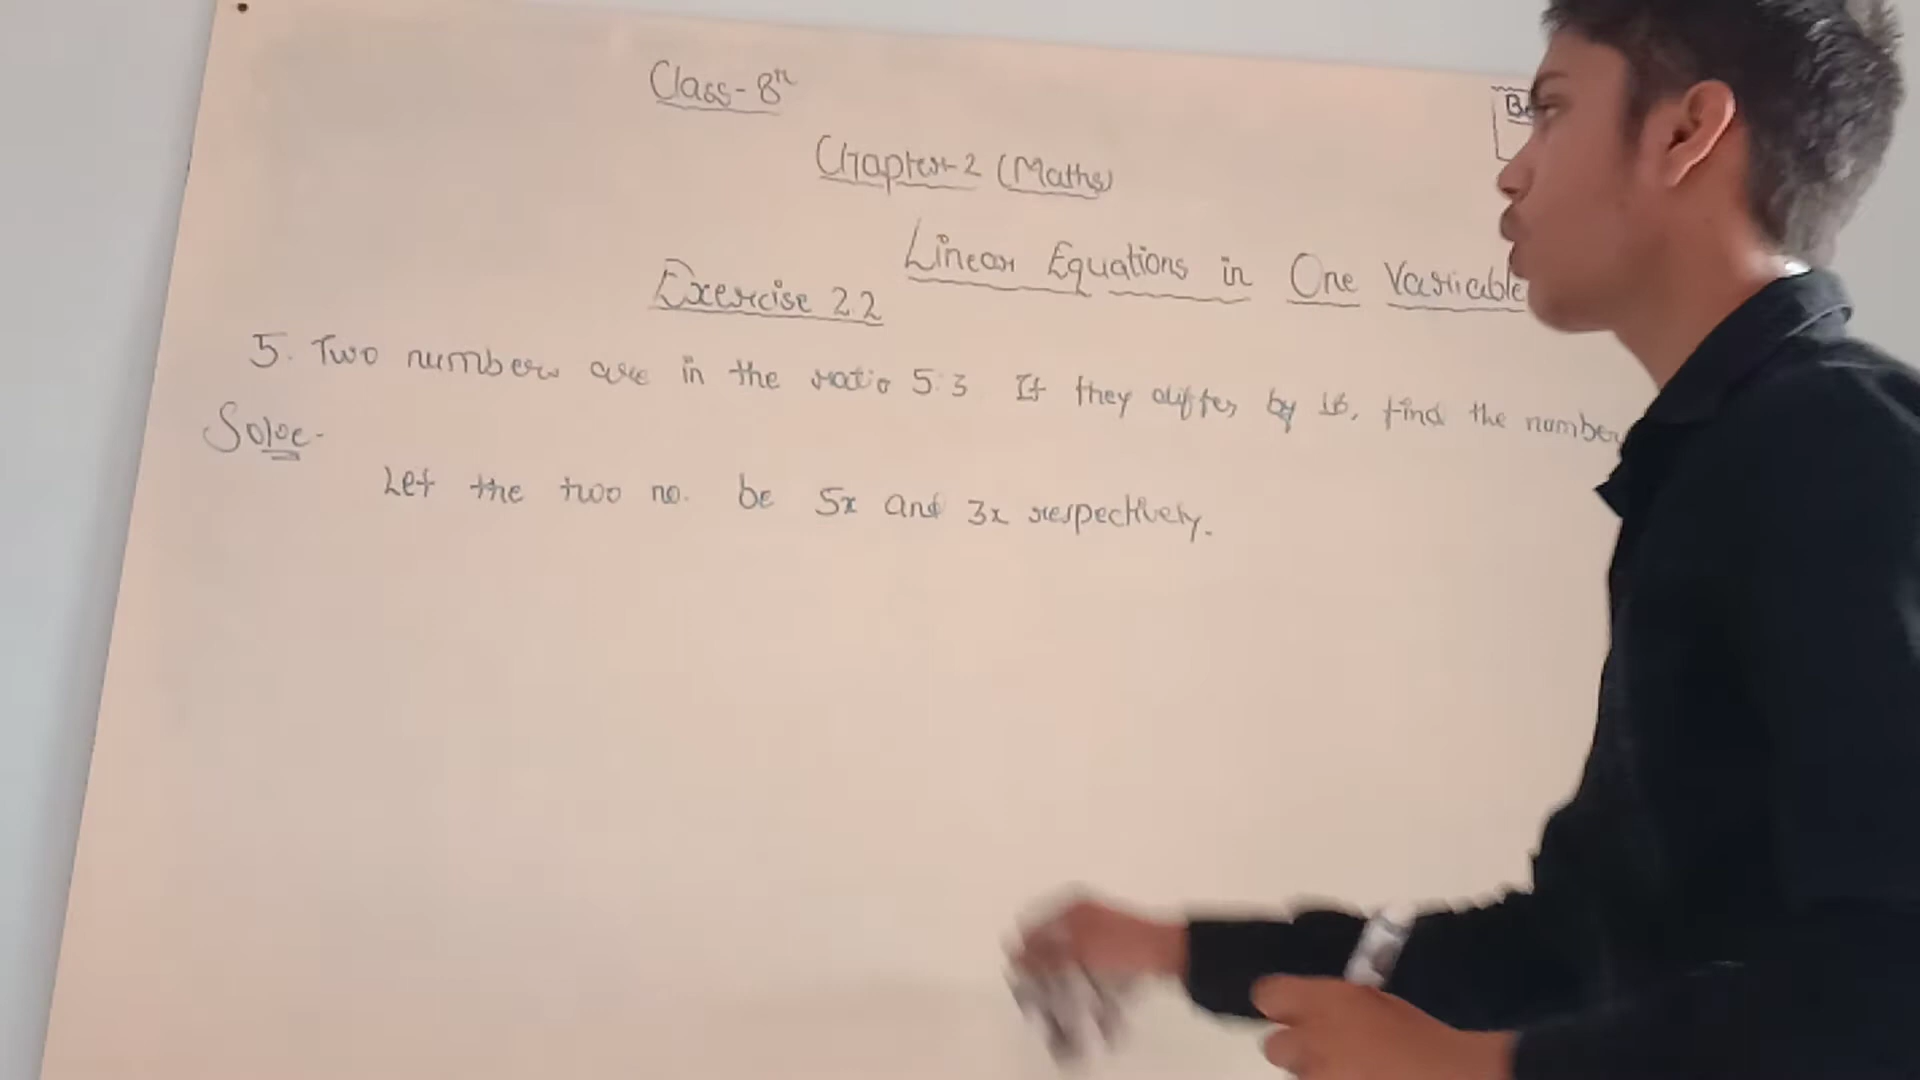 Class-8th
Chapter-2 (Maths)
Linear Equations in One Variable
Exercise 2.2
5. Two numbers are in the ratio 5:3 If they differ by 18, find the number
Solve-
Let the two no. be 5x and 3x respectively.